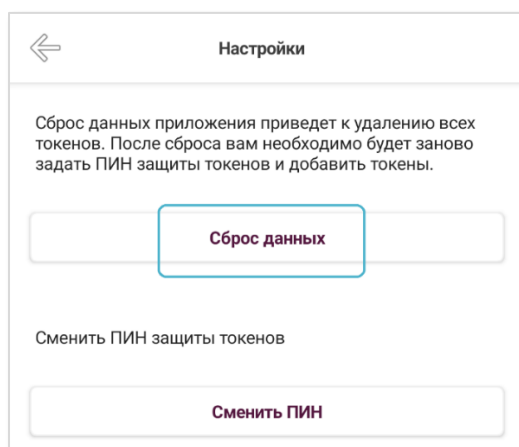 Настройки
Сброс данных приложения приведет к удалению всех
токенов. После сброса вам необходимо будет заново
задать ПИН защиты токенов и добавить токены.
Сброс данных
Сменить ПИН защиты токенов
Сменить ПИН